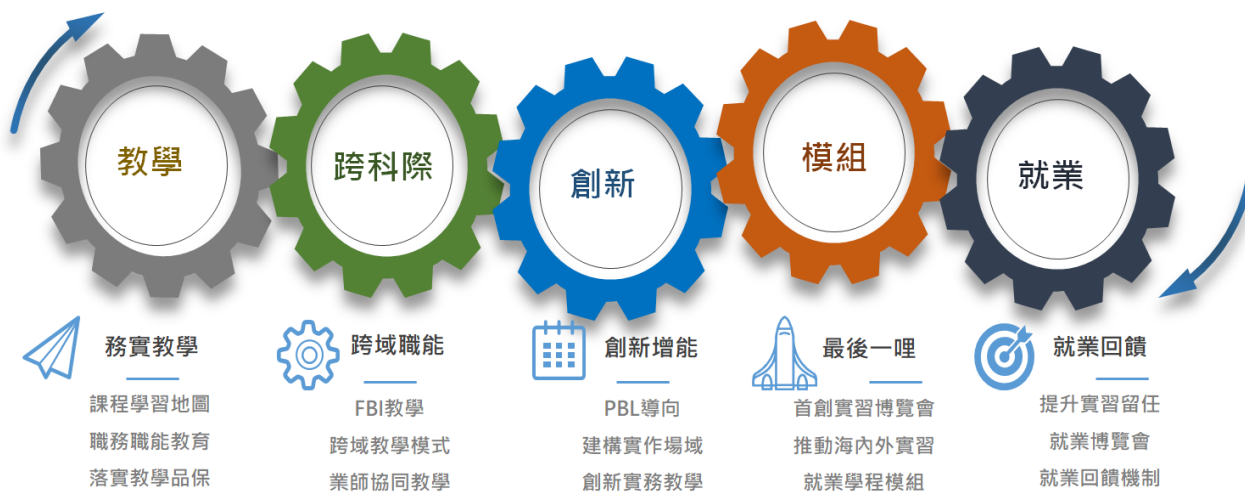 教學
跨科際
創新
模組
就業
務實教學
課程學習地圖
職務職能教育
落實教學品保
跨域職能
FBI教學
跨域教學模式
業師協同教學
創新增能
PBL導向
建構實作場域
創新實務教學
最後一哩
首創實習博覽會
推動海內外實習
就業學程模組
就業回饋
提升實習留任
就業博覽會
就業回饋機制